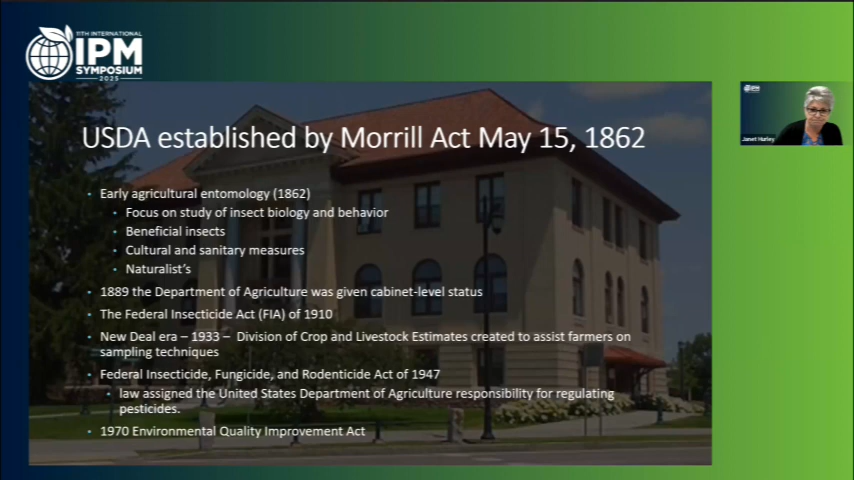 11TH INTERNATIONAL
IPM
SYMPOSIUM
2025
USDA established by Morrill Act May 15, 1862
• Early agricultural entomology (1862)
• Focus on study of insect biology and behavior
• Beneficial insects
• Cultural and sanitary measures
• Naturalist's
• 1889 the Department of Agriculture was given cabinet-level status
• The Federal Insecticide Act (FIA) of 1910
• New Deal era – 1933 – Division of Crop and Livestock Estimates created to assist farmers on
sampling techniques
• Federal Insecticide, Fungicide, and Rodenticide Act of 1947
• law assigned the United States Department of Agriculture responsibility for regulating
pesticides.
• 1970 Environmental Quality Improvement Act
Janet Hurley